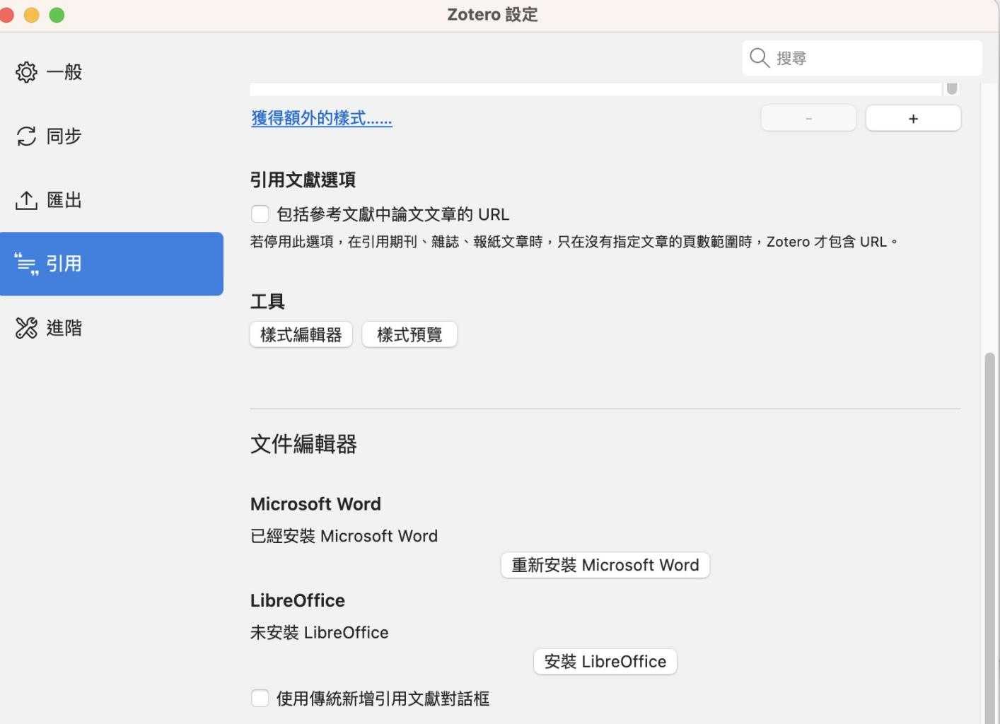 Zotero 設定
搜尋
一般
同步
匯出
引用
進階
獲得額外的樣式……
-
+
引用文獻選項
包括參考文獻中論文文章的 URL
若停用此選項，在引用期刊、雜誌、報紙文章時，只在沒有指定文章的頁數範圍時，Zotero 才包含 URL。
工具
樣式編輯器
樣式預覽
文件編輯器
Microsoft Word
已經安裝 Microsoft Word
重新安裝 Microsoft Word
LibreOffice
未安裝 LibreOffice
安裝 LibreOffice
使用傳統新增引用文獻對話框